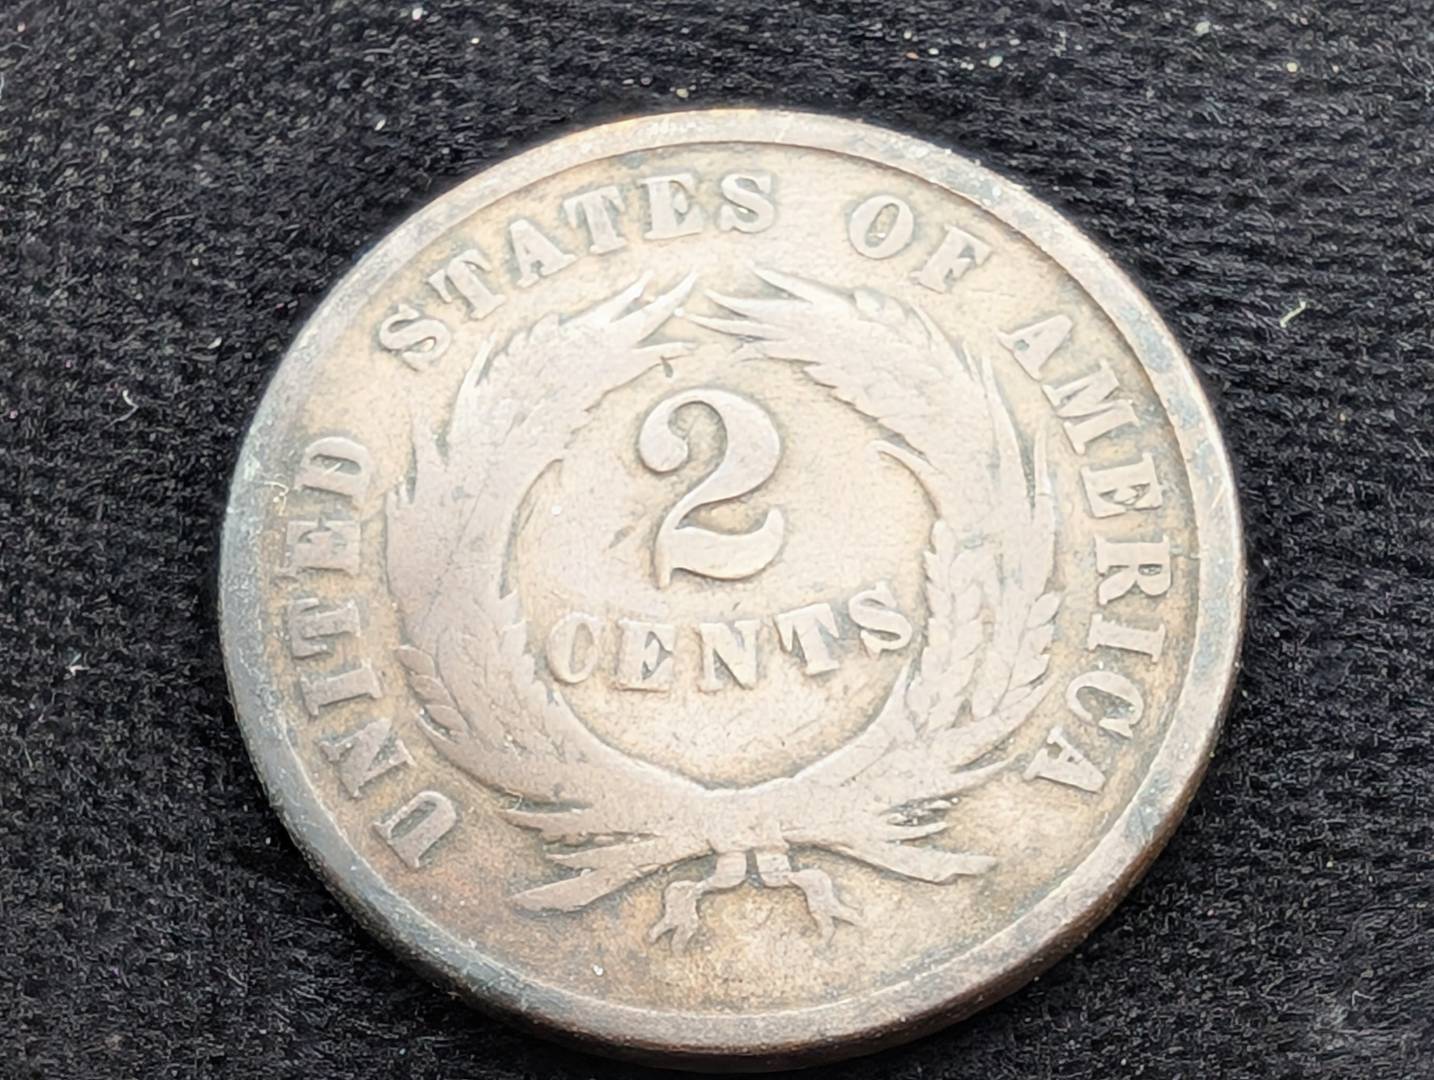 UNITED STATES OF AMERICA
2
CENTS